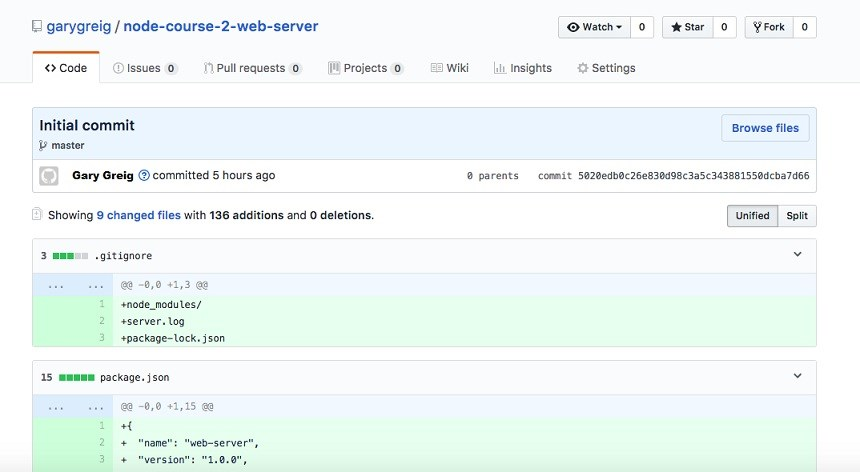 garygreig / node-course-2-web-server
Watch 0 Star 0 Fork 0
Code Issues 0 Pull requests 0 Projects 0 Wiki Insights Settings
Initial commit
Browse files
master
Gary Greig ? committed 5 hours ago 0 parents commit 5020edb0c26e830d98c3a5c343881550dcba7d66
Showing 9 changed files with 136 additions and 0 deletions.
Unified Split
3 .gitignore
... ... @@ -0,0 +1,3 @@
1 +node_modules/
2 +server.log
3 +package-lock.json
15 package.json
... ... @@ -0,0 +1,15 @@
1 +{
2 + "name": "web-server",
3 + "version": "1.0.0",